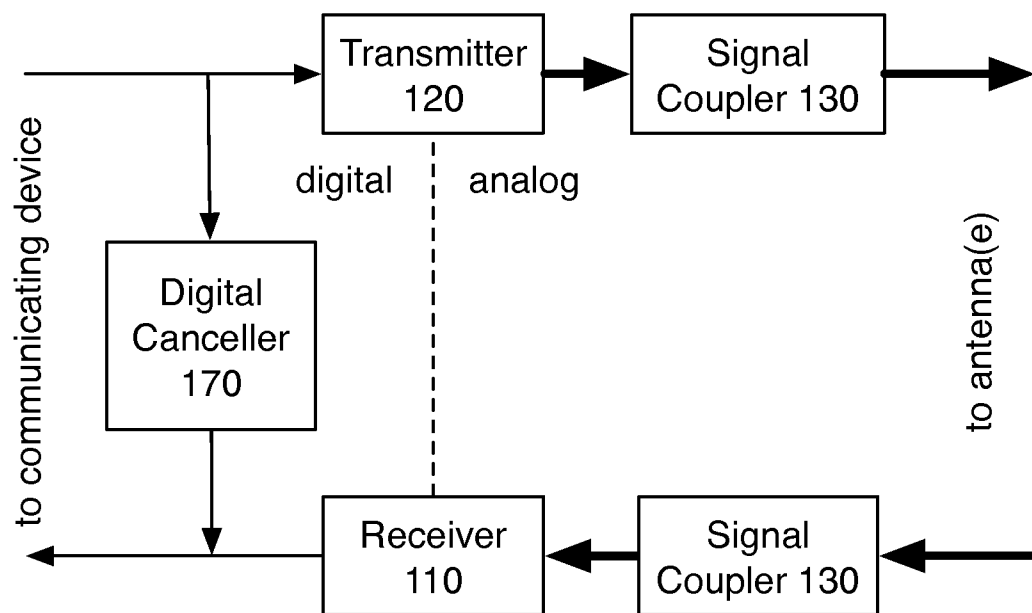 Transmitter
120
Signal
Coupler 130
digital
analog
to communicating device
to antenna(e)
Digital
Canceller
170
Receiver
110
Signal
Coupler 130